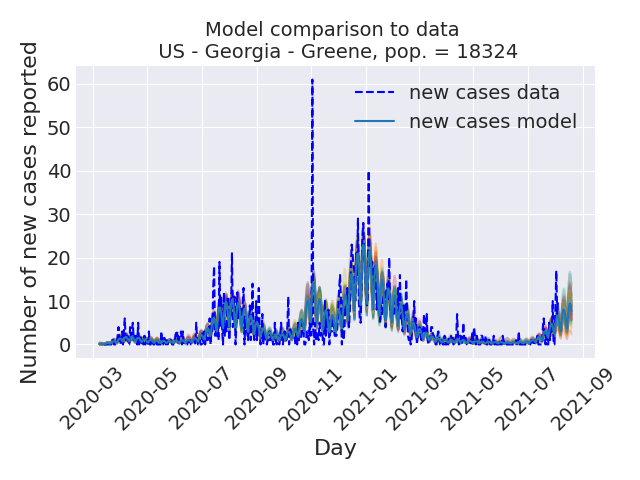 Model comparison to data
US - Georgia - Greene, pop. = 18324
Number of new cases reported
60
50
40
30
20
10
0
new cases data
new cases model
2020-03
2020-05
2020-07
2020-09
2020-11
2021-01
2021-03
2021-05
2021-07
2021-09
Day